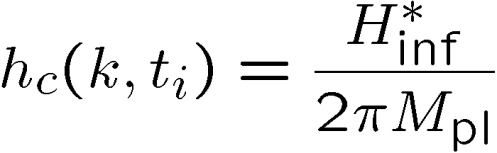 h_c(k, t_i) = \frac{H^*_{\text{inf}}}{2\pi M_{\text{pl}}}